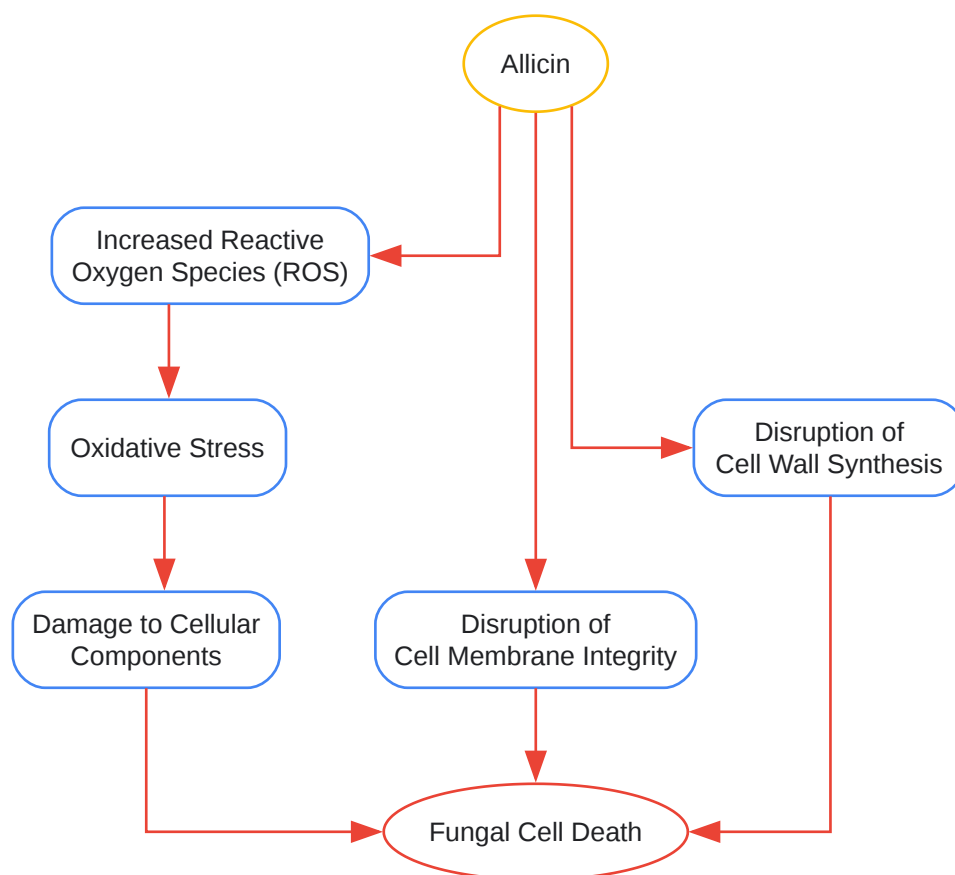 Allicin
Increased Reactive
Oxygen Species (ROS)
Oxidative Stress
Disruption of
Cell Wall Synthesis
Damage to Cellular
Components
Disruption of
Cell Membrane Integrity
Fungal Cell Death